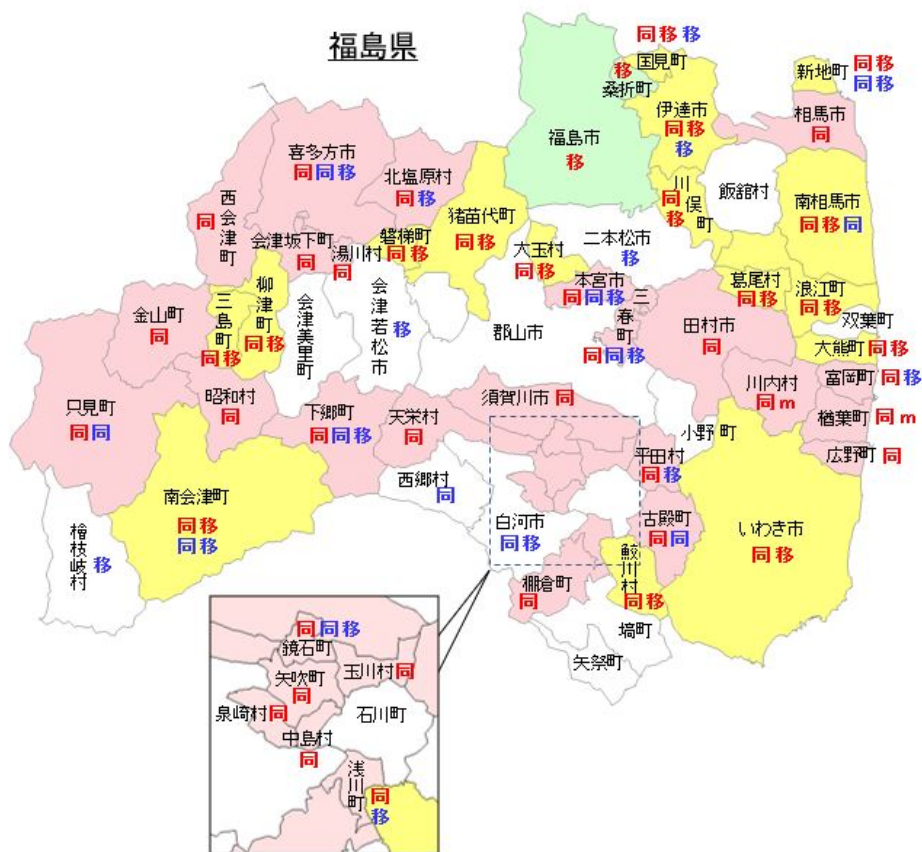 福島県
同移移
国見町
移
桑折町
新地町
同移
同移
伊達市
同移
移
相馬市
同
福島市
移
喜多方市
同同移
北塩原村
同移
西会津町
同
猪苗代町
同移
川俣町
同移
飯舘村
南相馬市
同移同
会津坂下町
同
湯川村
同
磐梯町
同移
大玉村
同移
二本松市
移
本宮市
同同移
三春町
同同移
葛尾村
同移
浪江町
同移
双葉町
柳津町
同移
三島町
同移
金山町
同
会津美里町
会津若松市
移
郡山市
田村市
同
大熊町
同移
川内村
同m
富岡町
同移
楢葉町
同m
広野町
同
只見町
同同
昭和村
同
下郷町
同同移
天栄村
同
須賀川市
同
小野町
平田村
同移
西郷村
同
南会津町
同移
同移
檜枝岐村
移
白河市
同移
古殿町
同同
いわき市
同移
鮫川村
同移
棚倉町
同
塙町
矢祭町
同同移
鏡石町
矢吹町
同
玉川村
同
泉崎村
同
中島村
同
石川町
浅川町
同
移